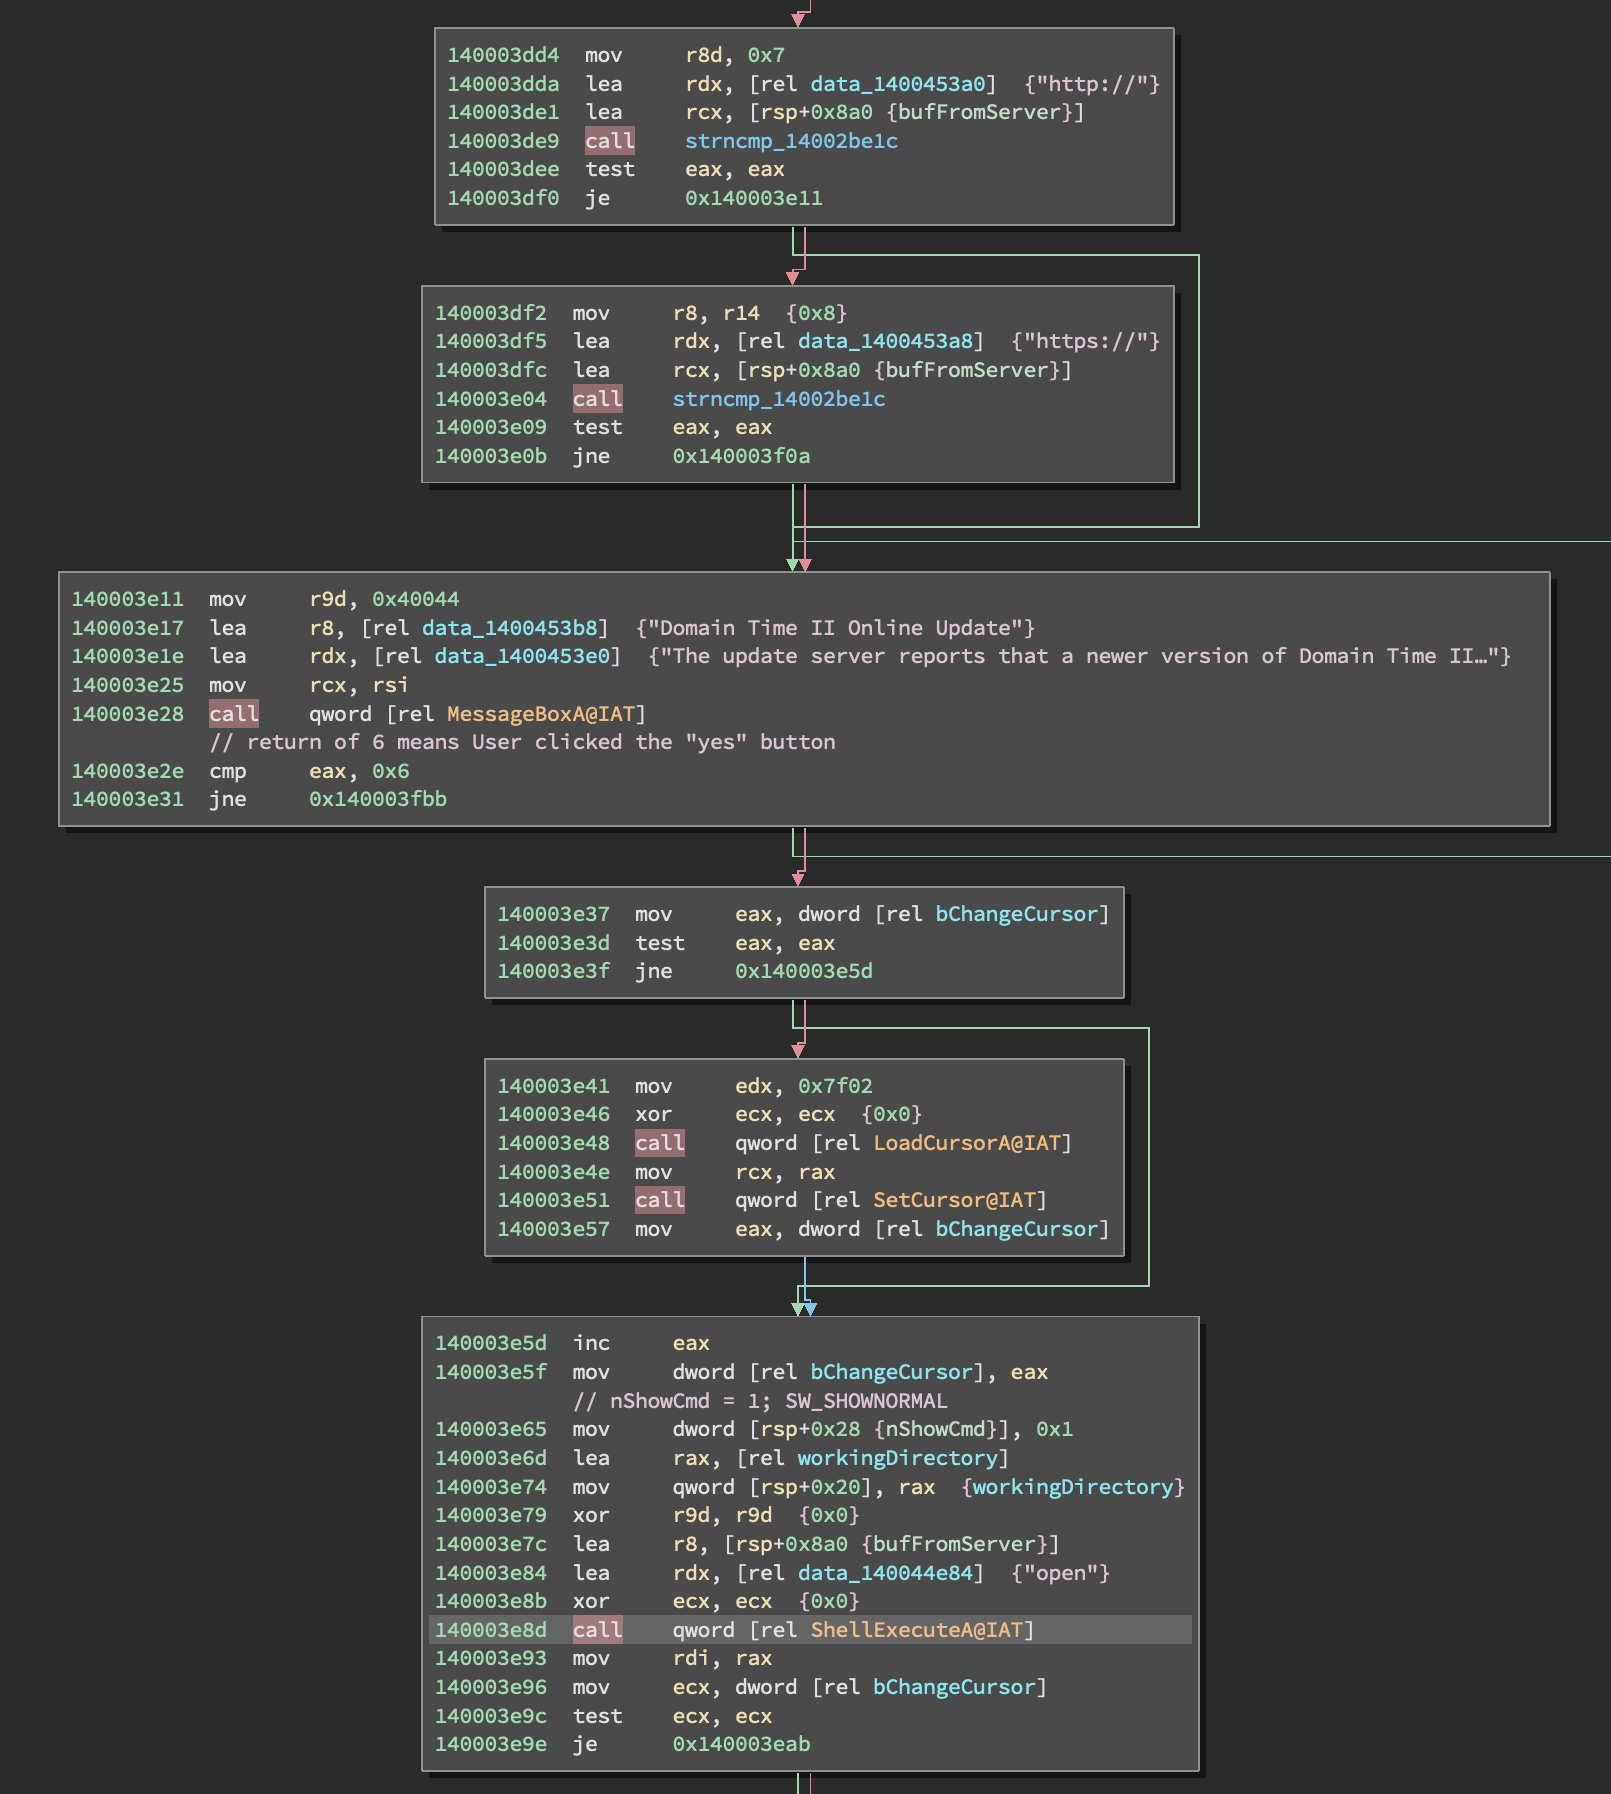 140003dd4 mov r8d, 0x7
140003dda lea rdx, [rel data_1400453a0] {"http://"}
140003de1 lea rcx, [rsp+0x8a0 {bufFromServer}]
140003de9 call strncmp_14002be1c
140003dee test eax, eax
140003df0 je 0x140003e11
140003df2 mov r8, r14 {0x8}
140003df5 lea rdx, [rel data_1400453a8] {"https://"}
140003dfc lea rcx, [rsp+0x8a0 {bufFromServer}]
140003e04 call strncmp_14002be1c
140003e09 test eax, eax
140003e0b jne 0x140003f0a
140003e11 mov r9d, 0x40044
140003e17 lea r8, [rel data_1400453b8] {"Domain Time II Online Update"}
140003e1e lea rdx, [rel data_1400453e0] {"The update server reports that a newer version of Domain Time II…"}
140003e25 mov rcx, rsi
140003e28 call qword [rel MessageBoxA@IAT]
// return of 6 means User clicked the "yes" button
140003e2e cmp eax, 0x6
140003e31 jne 0x140003fbb
140003e37 mov eax, dword [rel bChangeCursor]
140003e3d test eax, eax
140003e3f jne 0x140003e5d
140003e41 mov edx, 0x7f02
140003e46 xor ecx, ecx {0x0}
140003e48 call qword [rel LoadCursorA@IAT]
140003e4e mov rcx, rax
140003e51 call qword [rel SetCursor@IAT]
140003e57 mov eax, dword [rel bChangeCursor]
140003e5d inc eax
140003e5f mov dword [rel bChangeCursor], eax
// nShowCmd = 1; SW_SHOWNORMAL
140003e65 mov dword [rsp+0x28 {nShowCmd}], 0x1
140003e6d lea rax, [rel workingDirectory]
140003e74 mov qword [rsp+0x20], rax {workingDirectory}
140003e79 xor r9d, r9d {0x0}
140003e7c lea r8, [rsp+0x8a0 {bufFromServer}]
140003e84 lea rdx, [rel data_140044e84] {"open"}
140003e8b xor ecx, ecx {0x0}
140003e8d call qword [rel ShellExecuteA@IAT]
140003e93 mov rdi, rax
140003e96 mov ecx, dword [rel bChangeCursor]
140003e9c test ecx, ecx
140003e9e je 0x140003eab